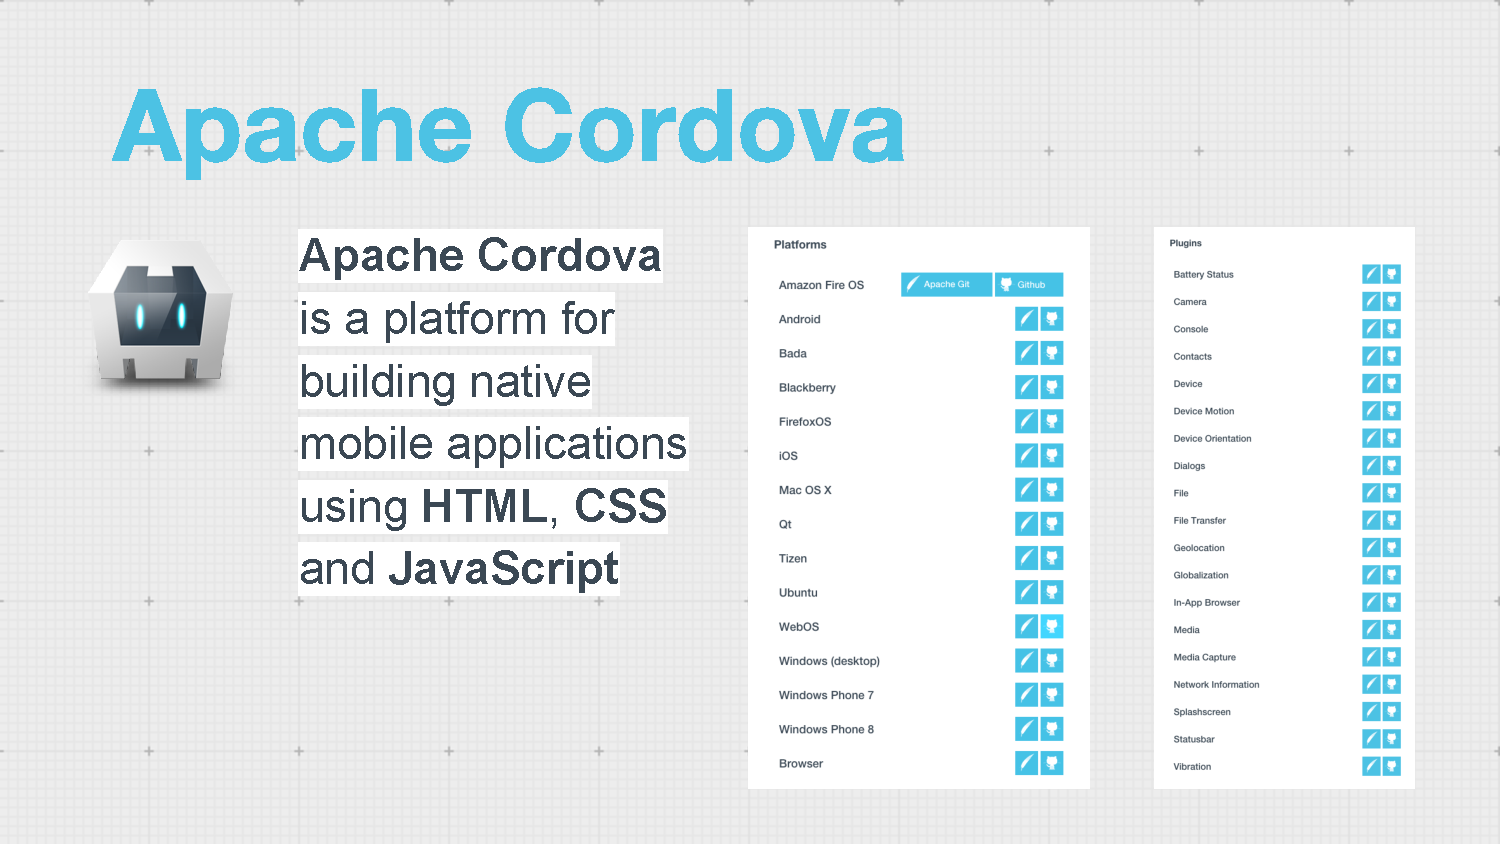 Apache Cordova
Apache Cordova
is a platform for
building native
mobile applications
using HTML, CSS
and JavaScript
Platforms
Amazon Fire OS Apache Git Github
Android
Bada
Blackberry
FirefoxOS
iOS
Mac OS X
Qt
Tizen
Ubuntu
WebOS
Windows (desktop)
Windows Phone 7
Windows Phone 8
Browser
Plugins
Battery Status
Camera
Console
Contacts
Device
Device Motion
Device Orientation
Dialogs
File
File Transfer
Geolocation
Globalization
In-App Browser
Media
Media Capture
Network Information
Splashscreen
Statusbar
Vibration